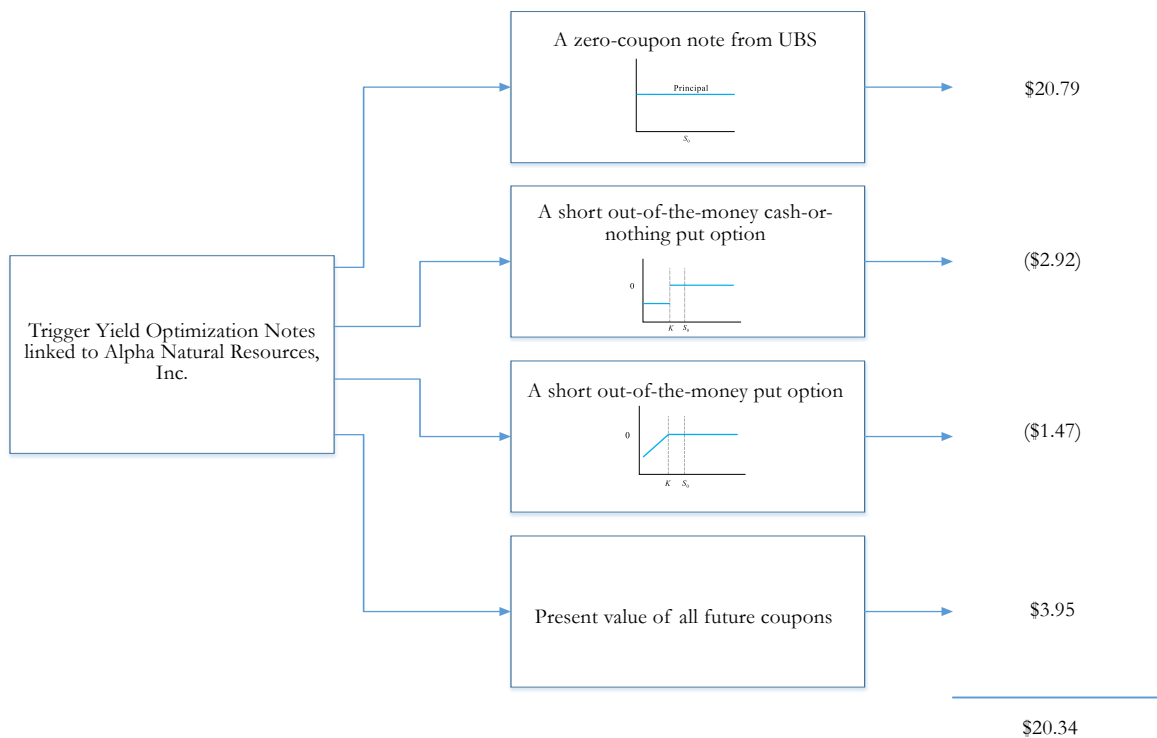 A zero-coupon note from UBS
Principal
S0
$20.79
A short out-of-the-money cash-or-
nothing put option
0
K S0
($2.92)
Trigger Yield Optimization Notes
linked to Alpha Natural Resources,
Inc.
A short out-of-the-money put option
0
K S0
($1.47)
Present value of all future coupons
$3.95
$20.34